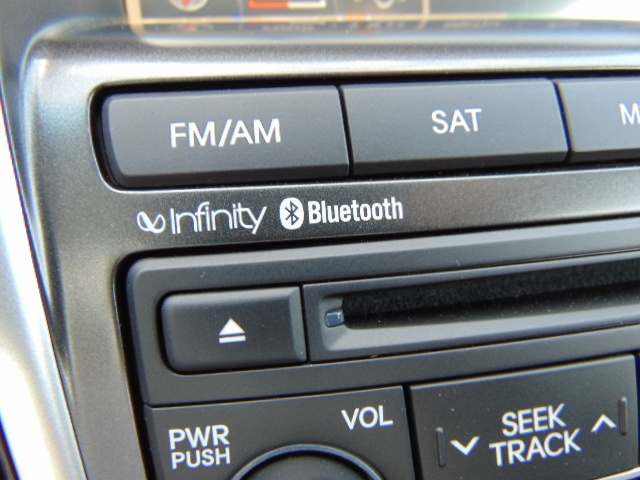 FM/AM
SAT
M
Infinity Bluetooth
VOL
PWR
PUSH
SEEK
TRACK